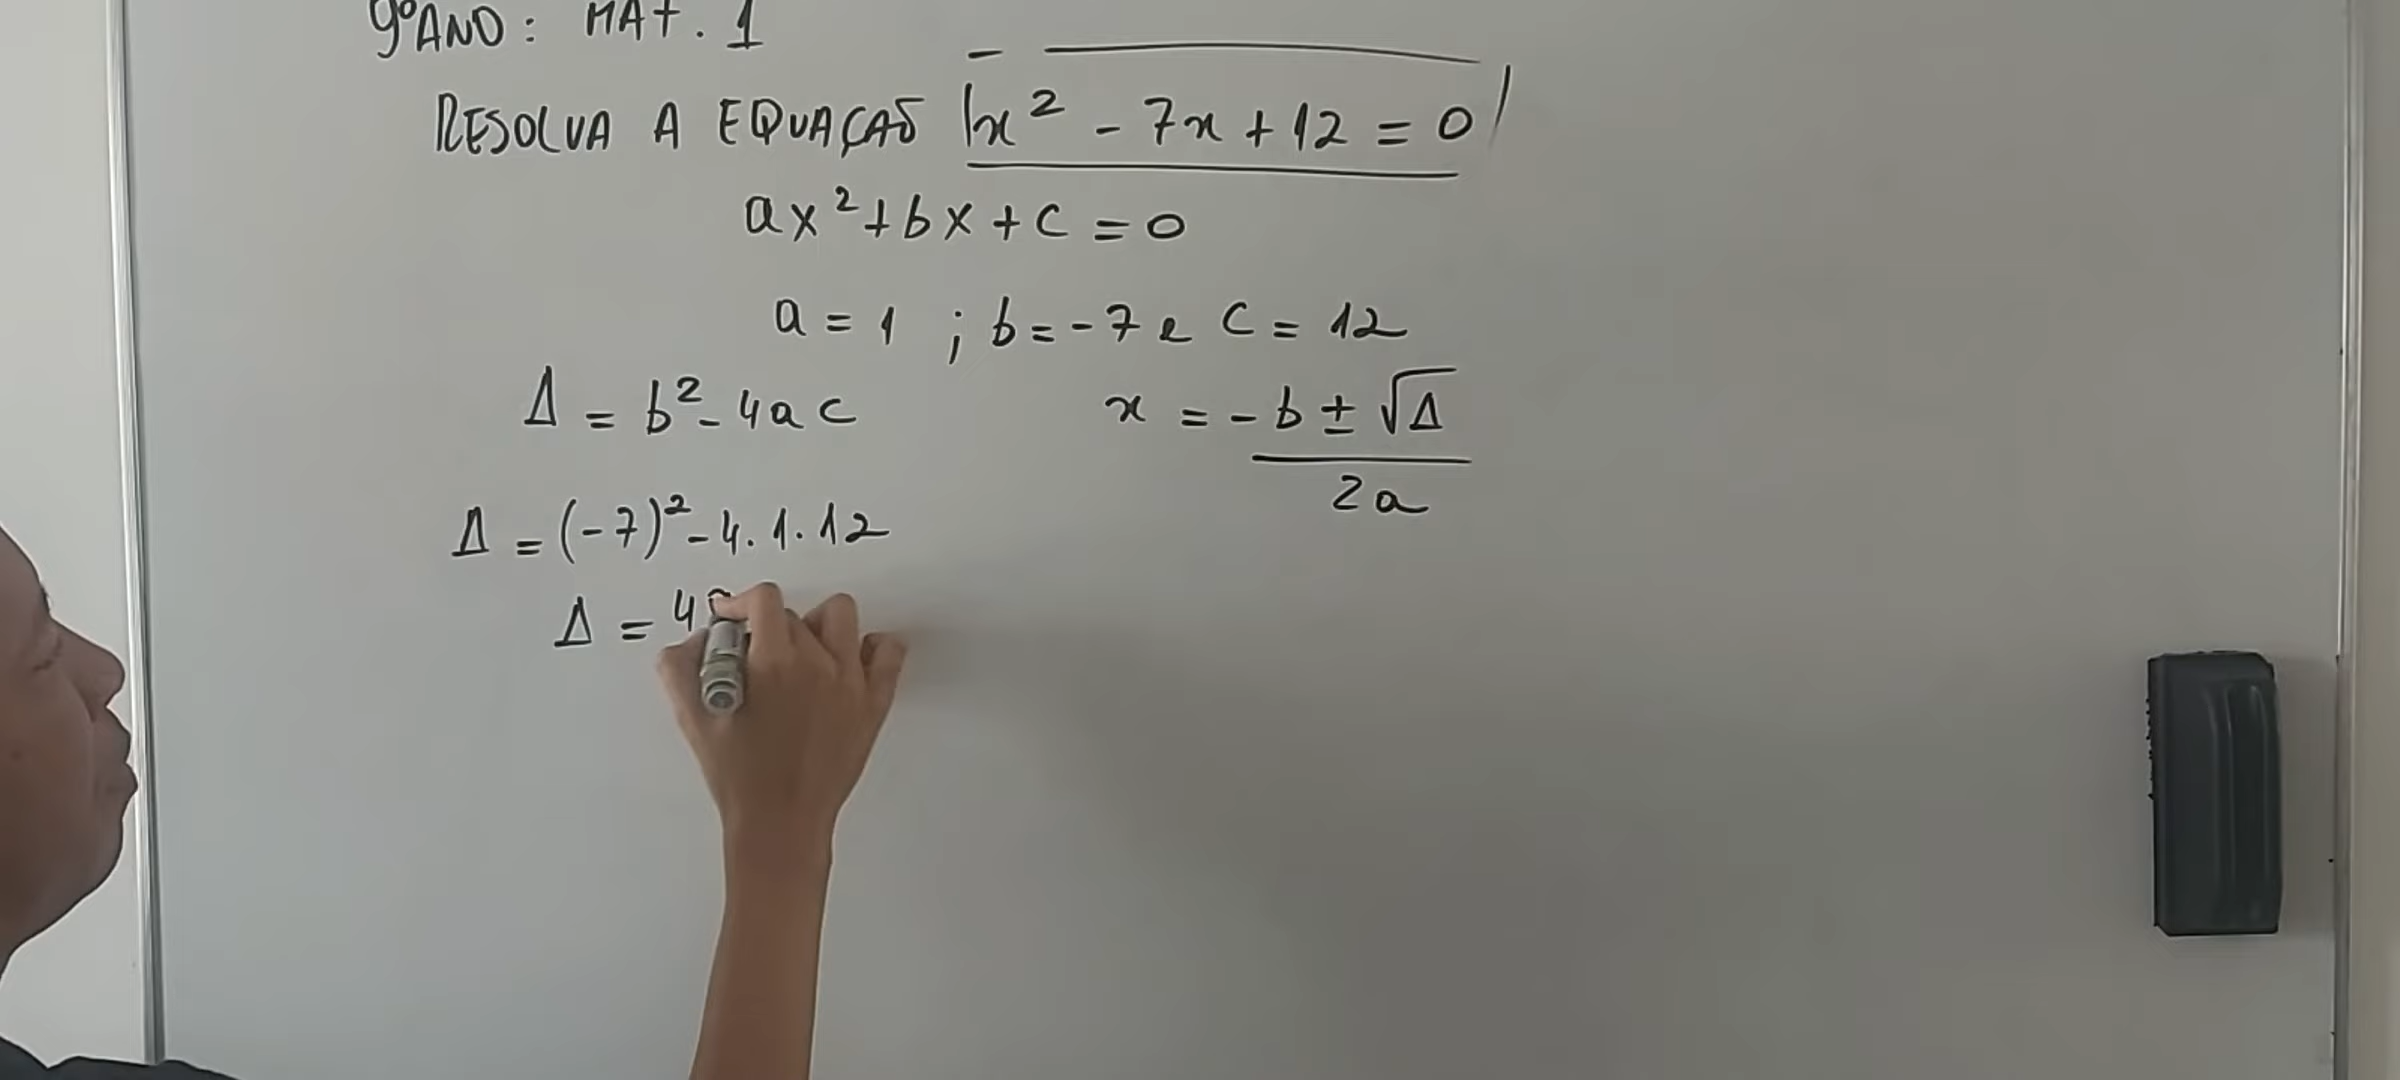 9º ANO: MAT. 1
RESOLVA A EQUAÇÃO x² - 7x + 12 = 0
ax² + bx + c = 0
a = 1 ; b = -7 e c = 12
Δ = b² - 4ac
x = -b ± √Δ / 2a
Δ = (-7)² - 4.1.12
Δ = 4